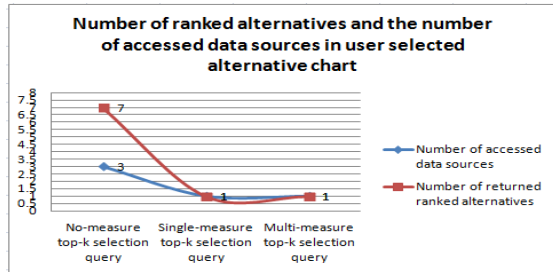 Number of ranked alternatives and the number
of accessed data sources in user selected
alternative chart
8
7.5
7
6.5
6
5.5
5
4.5
4
3.5
3
2.5
2
1.5
1
0.5
0
7
3
1
1
No-measure
top-k selection
query
Single-measure
top-k selection
query
Multi-measure
top-k selection
query
Number of accessed
data sources
Number of returned
ranked alternatives